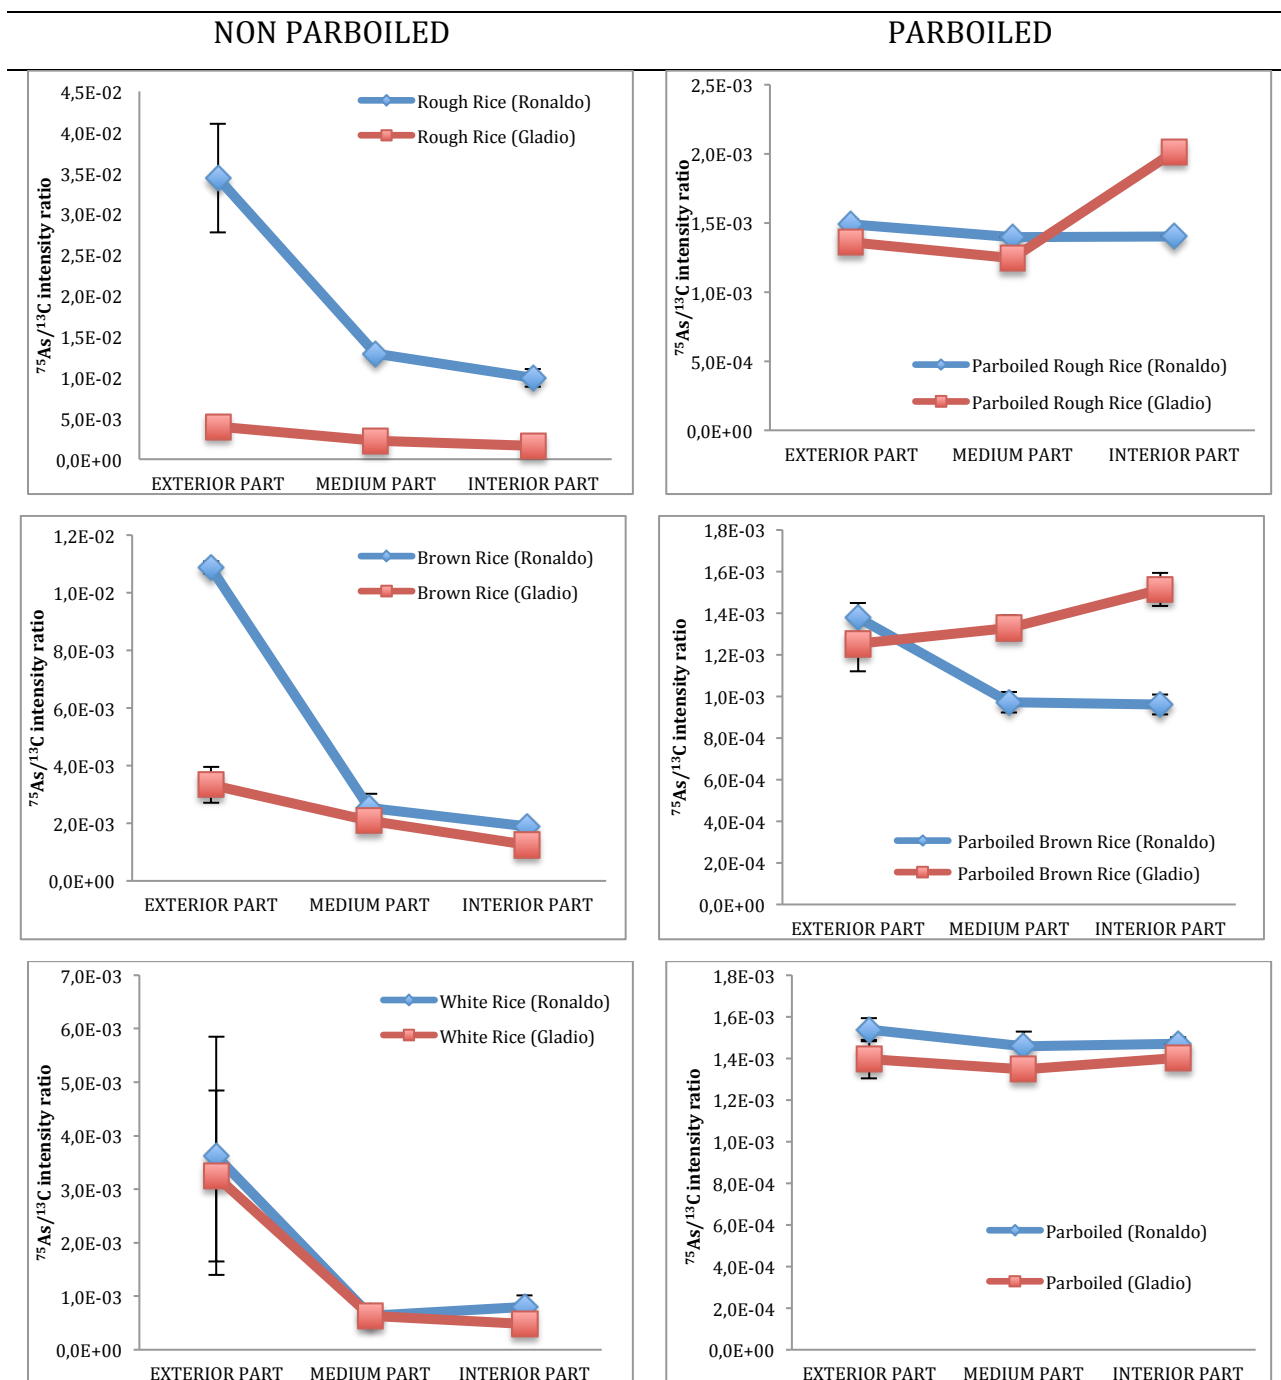 NON PARBOILED
PARBOILED
4,5E-02
4,0E-02
3,5E-02
3,0E-02
2,5E-02
2,0E-02
1,5E-02
1,0E-02
5,0E-03
0,0E+00
⁷⁵As/¹³C intensity ratio
Rough Rice (Ronaldo)
Rough Rice (Gladio)
EXTERIOR PART MEDIUM PART INTERIOR PART
2,5E-03
2,0E-03
1,5E-03
1,0E-03
5,0E-04
0,0E+00
⁷⁵As/¹³C intensity ratio
Parboiled Rough Rice (Ronaldo)
Parboiled Rough Rice (Gladio)
EXTERIOR PART MEDIUM PART INTERIOR PART
1,2E-02
1,0E-02
8,0E-03
6,0E-03
4,0E-03
2,0E-03
0,0E+00
⁷⁵As/¹³C intensity ratio
Brown Rice (Ronaldo)
Brown Rice (Gladio)
EXTERIOR PART MEDIUM PART INTERIOR PART
1,8E-03
1,6E-03
1,4E-03
1,2E-03
1,0E-03
8,0E-04
6,0E-04
4,0E-04
2,0E-04
0,0E+00
⁷⁵As/¹³C intensity ratio
Parboiled Brown Rice (Ronaldo)
Parboiled Brown Rice (Gladio)
EXTERIOR PART MEDIUM PART INTERIOR PART
7,0E-03
6,0E-03
5,0E-03
4,0E-03
3,0E-03
2,0E-03
1,0E-03
0,0E+00
⁷⁵As/¹³C intensity ratio
White Rice (Ronaldo)
White Rice (Gladio)
EXTERIOR PART MEDIUM PART INTERIOR PART
1,8E-03
1,6E-03
1,4E-03
1,2E-03
1,0E-03
8,0E-04
6,0E-04
4,0E-04
2,0E-04
0,0E+00
⁷⁵As/¹³C intensity ratio
Parboiled (Ronaldo)
Parboiled (Gladio)
EXTERIOR PART MEDIUM PART INTERIOR PART